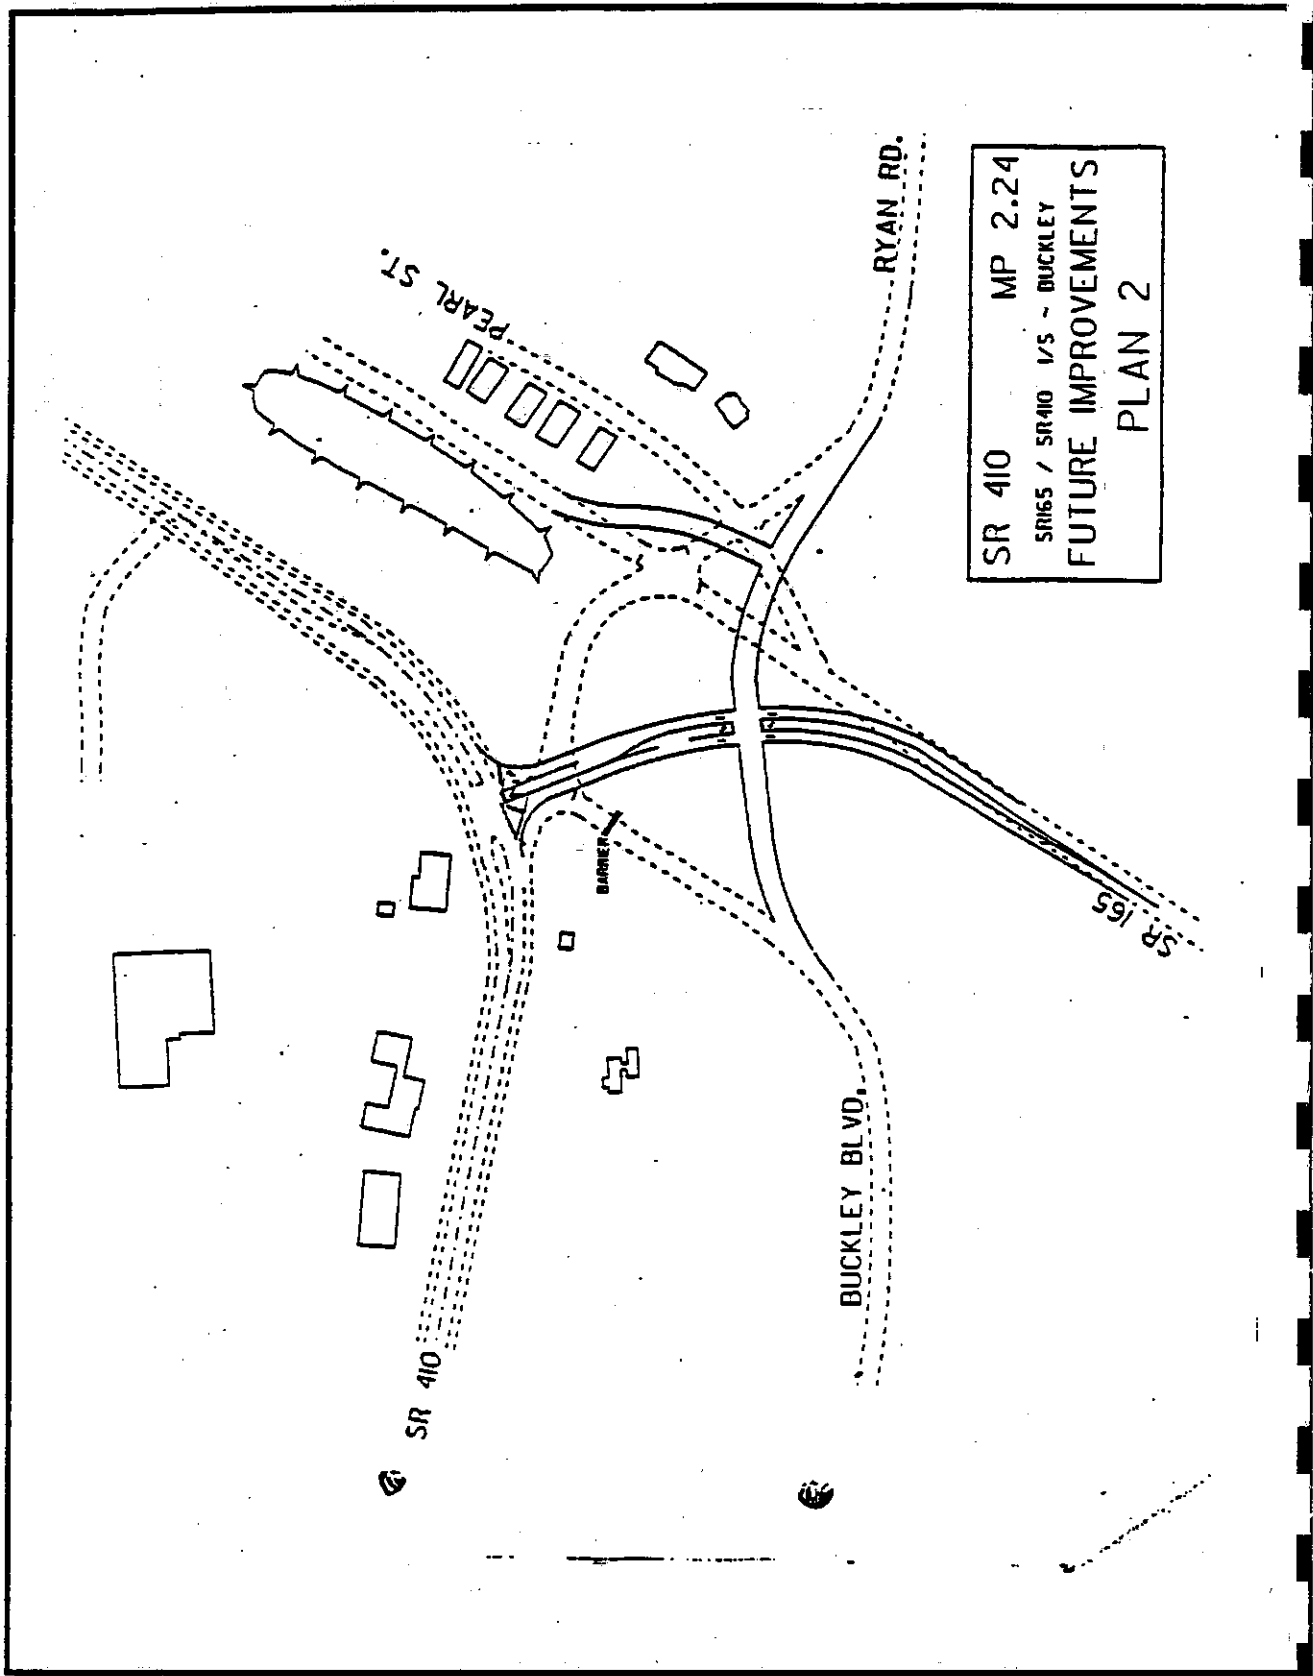 SR 410 MP 2.24
SR165 / SR410 I/S ~ BUCKLEY
FUTURE IMPROVEMENTS
PLAN 2
PEARL ST.
RYAN RD.
BARRIER
SR 410
BUCKLEY BLVD.
SR 165